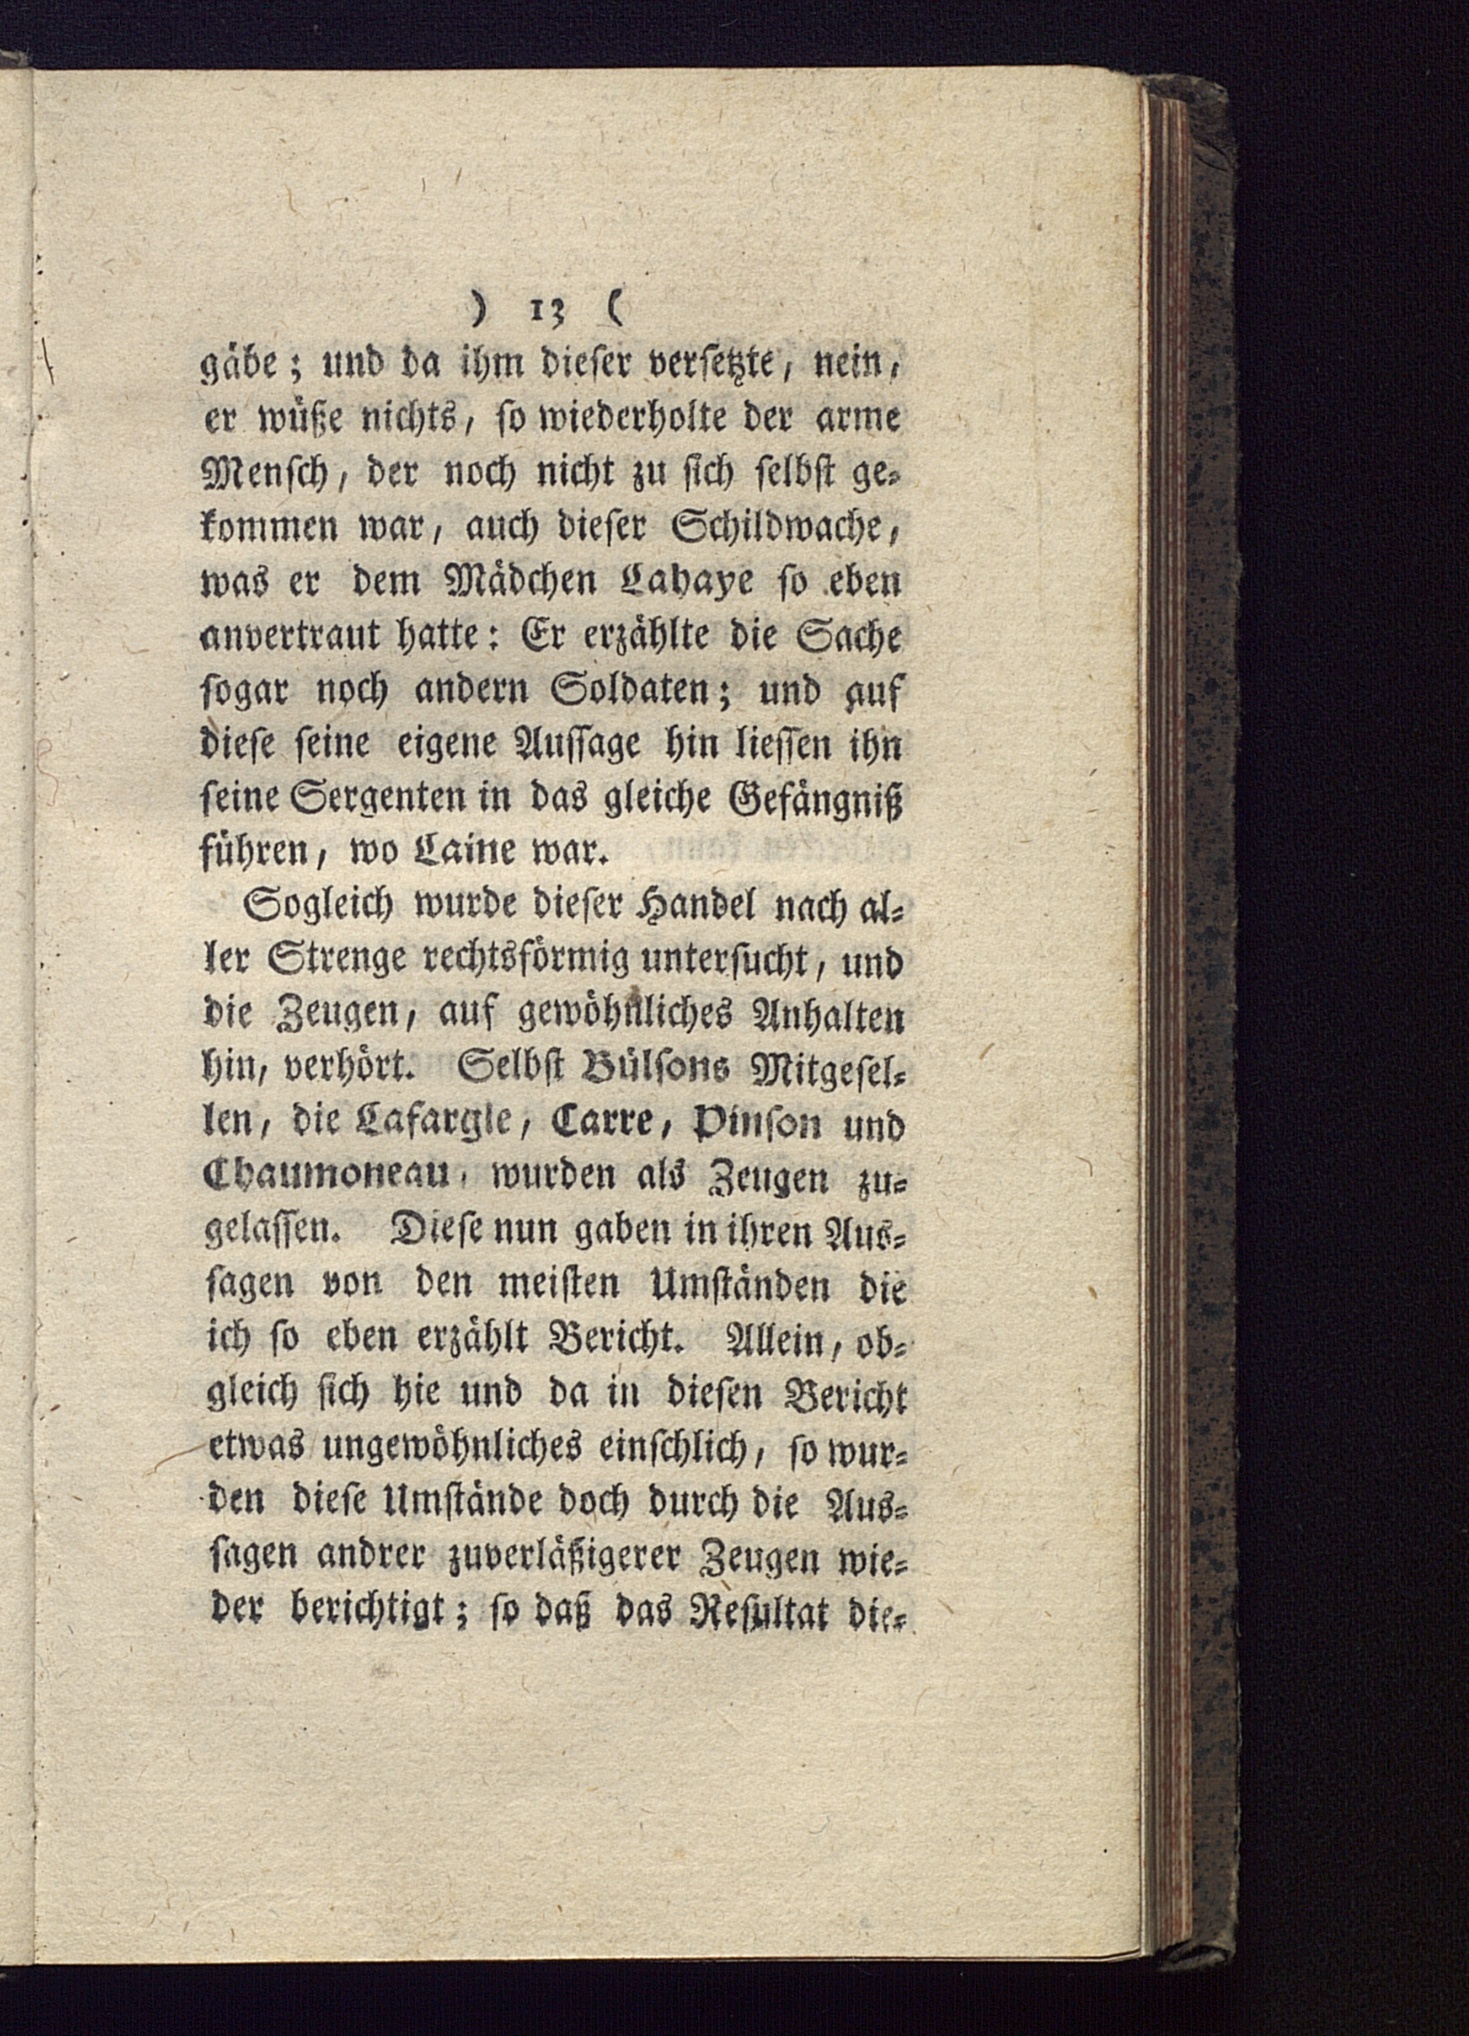 ) 13 (
gäbe; und da ihm dieſer verſetzte, nein,
er wüße nichts, ſo wiederholte der arme
Menſch, der noch nicht zu ſich ſelbſt ge⸗
kommen war, auch dieſer Schildwache,
was er dem Mädchen Lahaye ſo eben
anvertraut hatte: Er erzählte die Sache
ſogar noch andern Soldaten; und auf
dieſe ſeine eigene Auſſage hin lieſſen ihn
ſeine Sergenten in das gleiche Gefängniß
führen, wo Laine war.
Sogleich wurde dieſer Handel nach al⸗
ler Strenge rechtsförmig unterſucht, und
die Zeugen, auf gewöhnliches Anhalten
hin, verhört. Selbſt Bülſons Mitgeſel⸗
len, die Lafargle, Carre, Pinſon und
Chaumoneau, wurden als Zeugen zu⸗
gelaſſen. Dieſe nun gaben in ihren Aus⸗
ſagen von den meiſten Umſtänden die
ich ſo eben erzählt Bericht. Allein, ob⸗
gleich ſich hie und da in dieſen Bericht
etwas ungewöhnliches einſchlich, ſo wur⸗
den dieſe Umſtände doch durch die Aus⸗
ſagen andrer zuverläßigerer Zeugen wie⸗
der berichtigt; ſo daß das Reſultat die⸗